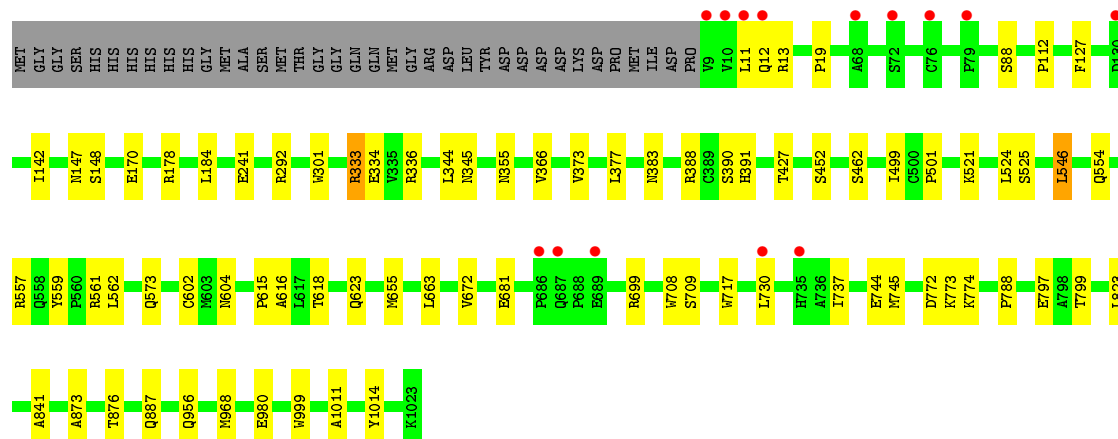 MET GLY GLY SER HIS HIS HIS HIS HIS HIS GLY MET ALA SER MET THR GLY GLY GLN GLN MET GLY ARG ASP LEU TYR ASP ASP ASP ASP LYS ASP PRO MET ILE ASP PRO V9 V10 L11 Q12 R13 P19 A68 S72 C76 P79 S88 P112 F127 D130
I142 N147 S148 E170 R178 L184 E241 R292 W301 R333 E334 V335 R336 L344 N345 N355 V366 V373 L377 N383 R388 C389 S390 H391 T427 S452 S462 I499 C500 P501 K521 L524 S525 L546 Q554
R557 Q558 Y559 P560 R561 L562 Q573 C602 M603 N604 P615 A616 L617 T618 Q623 M655 L663 V672 E681 P686 Q687 P688 E689 R699 W708 S709 W717 L730 H735 A736 I737 E744 M745 D772 K773 K774 P788 E797 A798 T799
A841 A873 T876 Q887 Q956 M968 E980 W999 A1011 Y1014 K1023